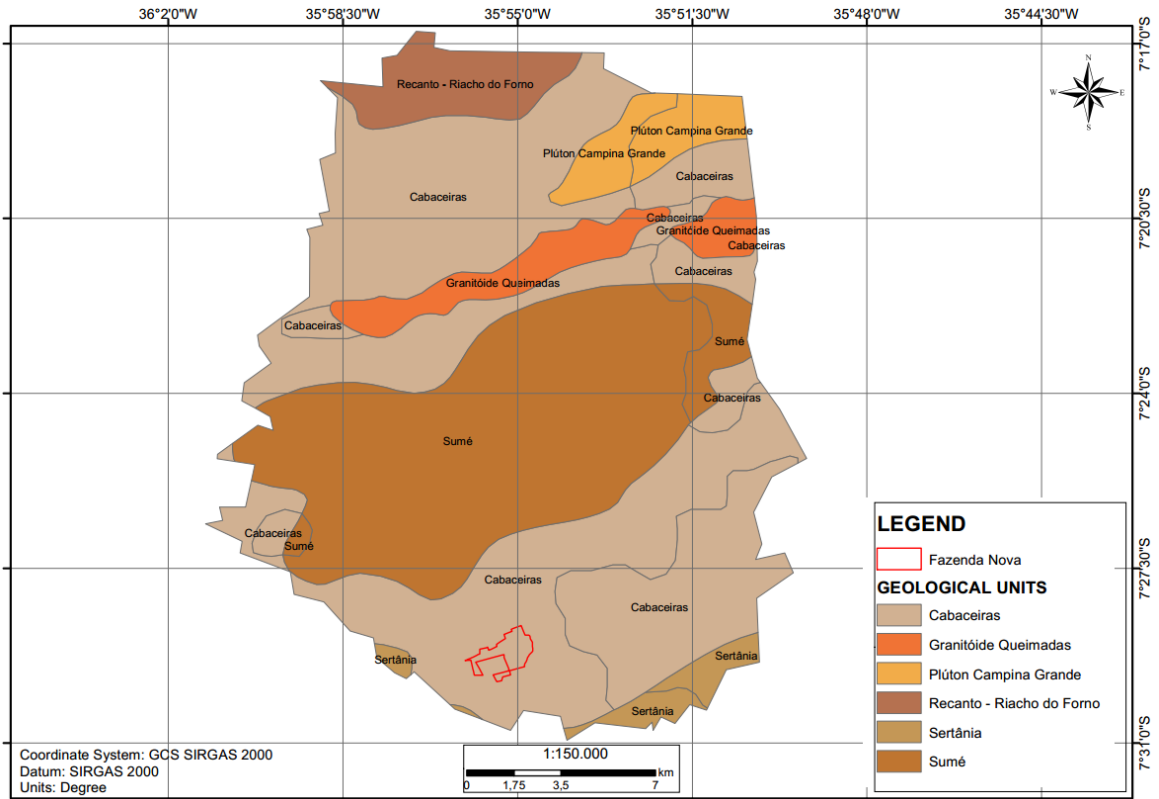 36°2'0"W 35°58'30"W 35°55'0"W 35°51'30"W 35°48'0"W 35°44'30"W
7°17'0"S
N
W E
S
Recanto - Riacho do Forno
Plúton Campina Grande
Plúton Campina Grande
Cabaceiras
Cabaceiras
7°20'30"S
Cabaceiras
Granitóide Queimadas
Cabaceiras
Cabaceiras
Granitóide Queimadas
Cabaceiras
Sumé
7°24'0"S
Cabaceiras
Sumé
Cabaceiras
Sumé
7°27'30"S
Cabaceiras
Cabaceiras
Sertânia
Sertânia
Sertânia
7°31'0"S
LEGEND
Fazenda Nova
GEOLOGICAL UNITS
Cabaceiras
Granitóide Queimadas
Plúton Campina Grande
Recanto - Riacho do Forno
Sertânia
Sumé
Coordinate System: GCS SIRGAS 2000
Datum: SIRGAS 2000
Units: Degree
1:150.000
km
0 1,75 3,5 7